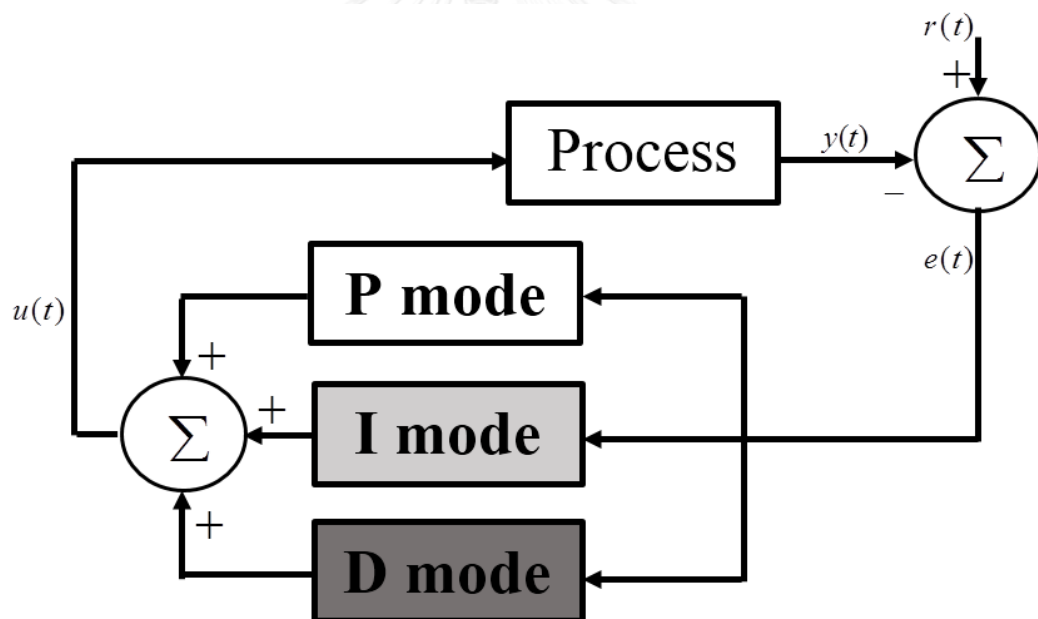 r(t)
+
Process
y(t)
−
Σ
e(t)
P mode
u(t)
+
Σ
+
I mode
+
D mode